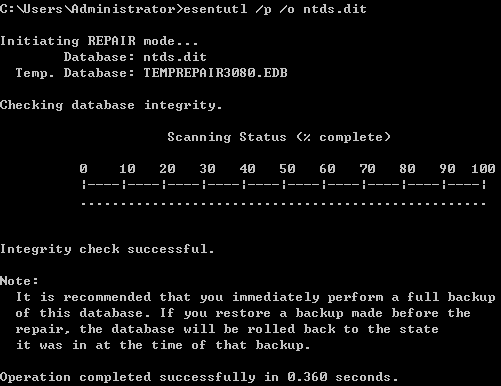 C:\Users\Administrator>esentutl /p /o ntds.dit
Initiating REPAIR mode...
Database: ntds.dit
Temp. Database: TEMPREPAIR3080.EDB
Checking database integrity.
Scanning Status (% complete)
0 10 20 30 40 50 60 70 80 90 100
|----|----|----|----|----|----|----|----|----|----|
...................................................
Integrity check successful.
Note:
It is recommended that you immediately perform a full backup
of this database. If you restore a backup made before the
repair, the database will be rolled back to the state
it was in at the time of that backup.
Operation completed successfully in 0.360 seconds.